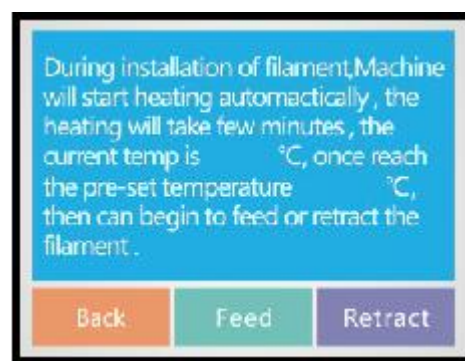 During installation of filament,Machine
will start heating automactically , the
heating will take few minutes , the
current temp is °C, once reach
the pre-set temperature °C,
then can begin to feed or retract the
filament .
Back Feed Retract